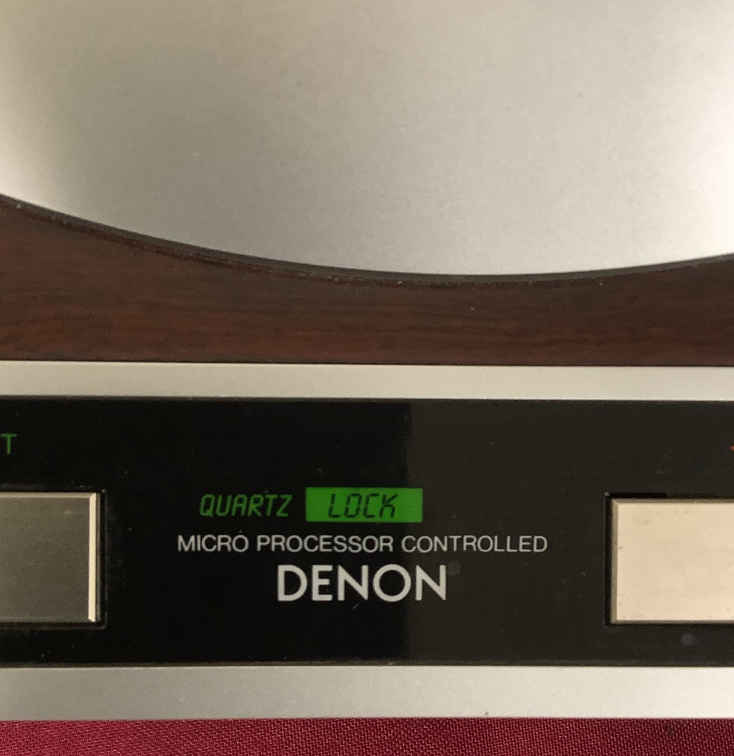 T
QUARTZ LOCK
MICRO PROCESSOR CONTROLLED
DENON